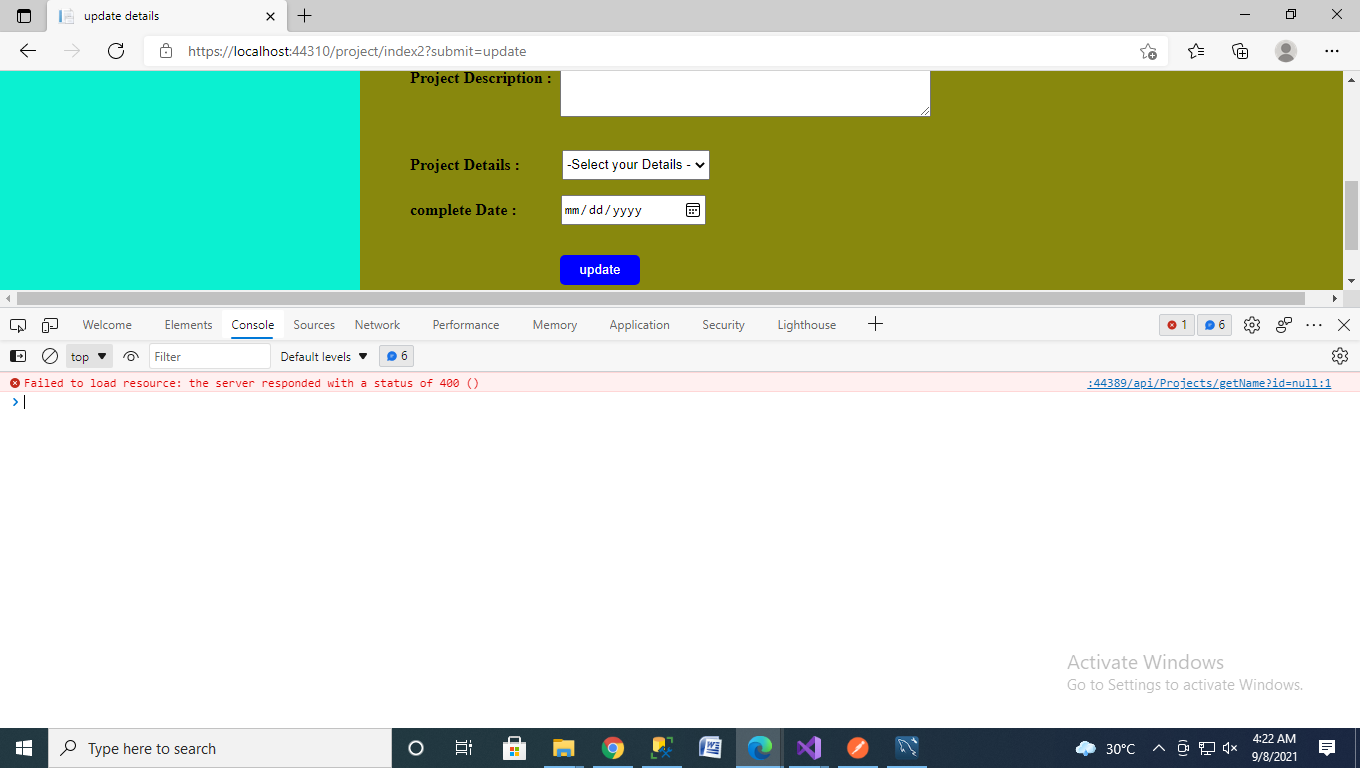 update details
https://localhost:44310/project/index2?submit=update
Project Description :
Project Details :
-Select your Details -
complete Date :
mm/dd/yyyy
update
Welcome Elements Console Sources Network Performance Memory Application Security Lighthouse 1 6
top Filter Default levels 6
Failed to load resource: the server responded with a status of 400 () :44389/api/Projects/getName?id=null:1
Activate Windows
Go to Settings to activate Windows.
Type here to search
30°C
4:22 AM
9/8/2021